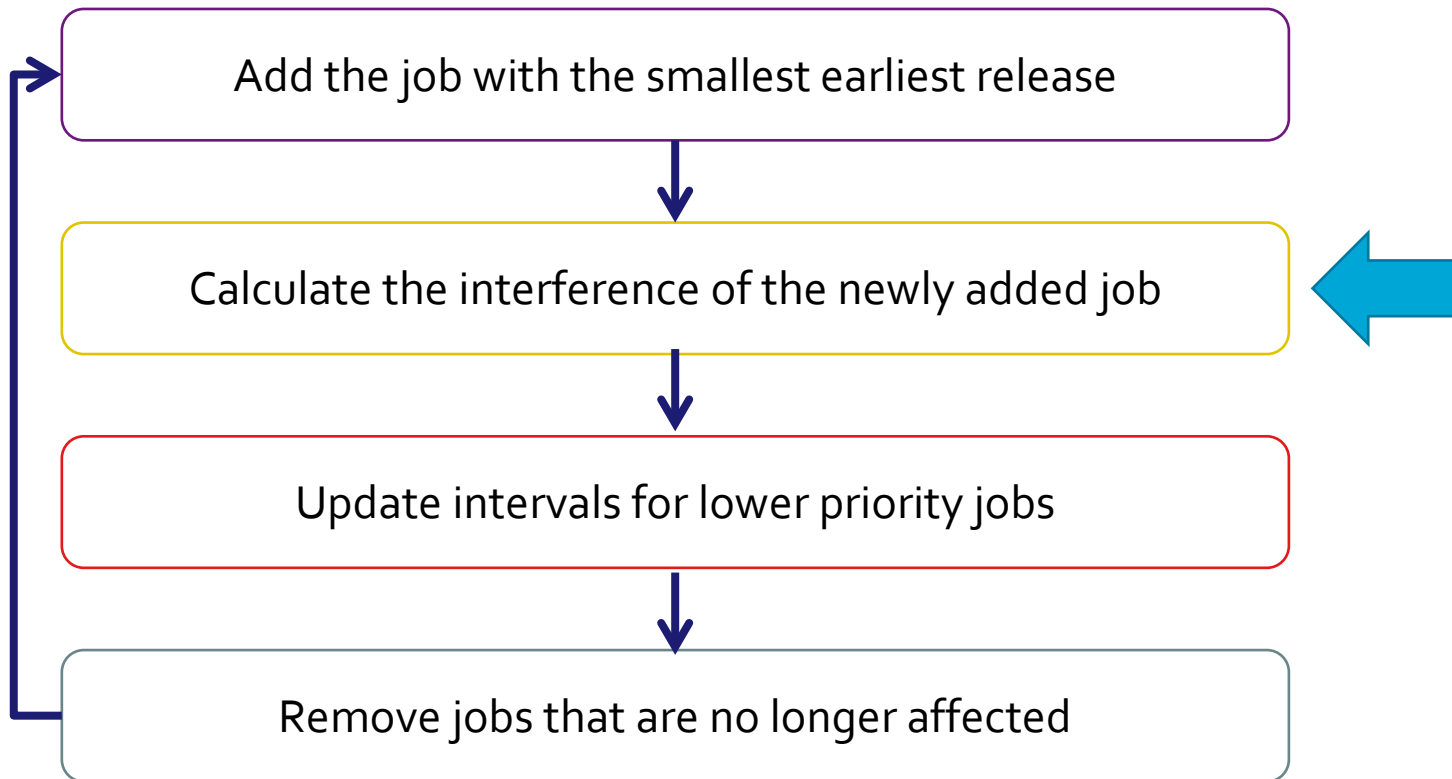 Add the job with the smallest earliest release
Calculate the interference of the newly added job
Update intervals for lower priority jobs
Remove jobs that are no longer affected